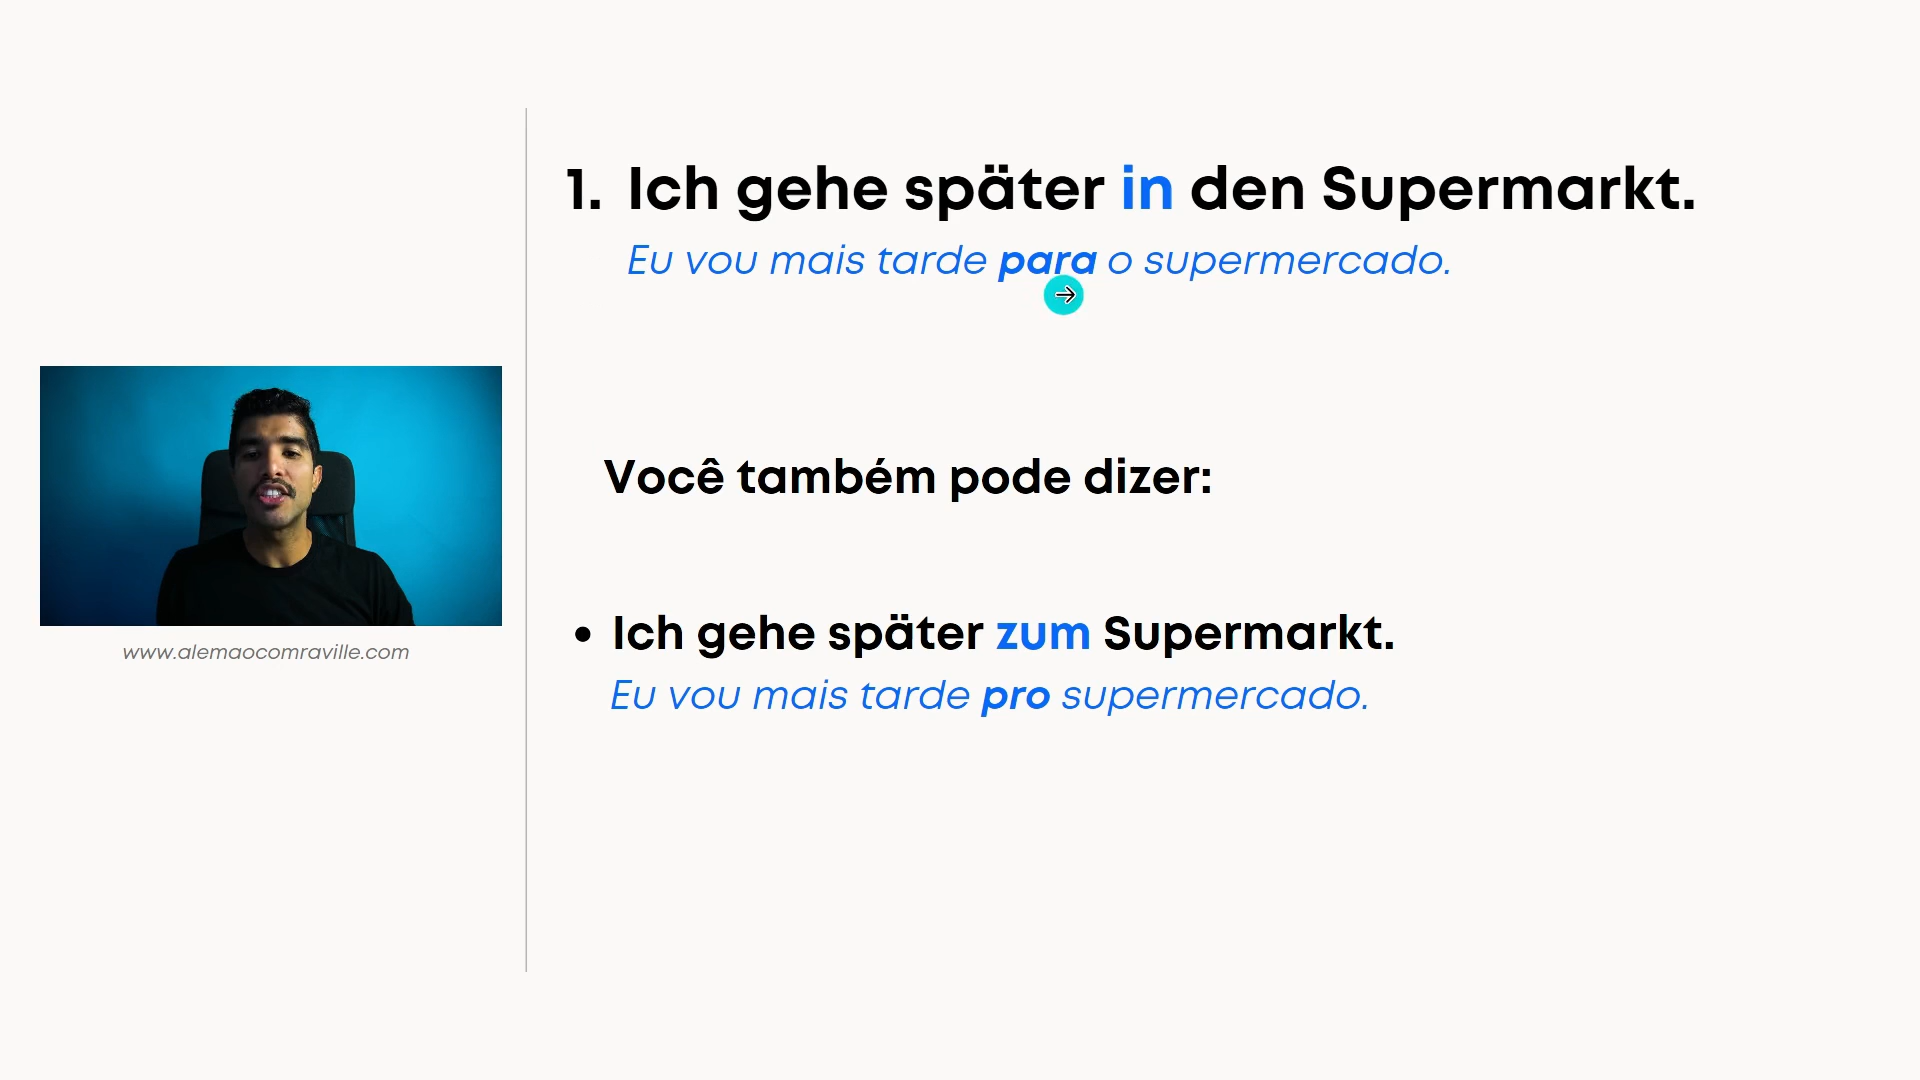 1. Ich gehe später in den Supermarkt.
Eu vou mais tarde para o supermercado.
Você também pode dizer:
• Ich gehe später zum Supermarkt.
Eu vou mais tarde pro supermercado.
www.alemaocomraville.com